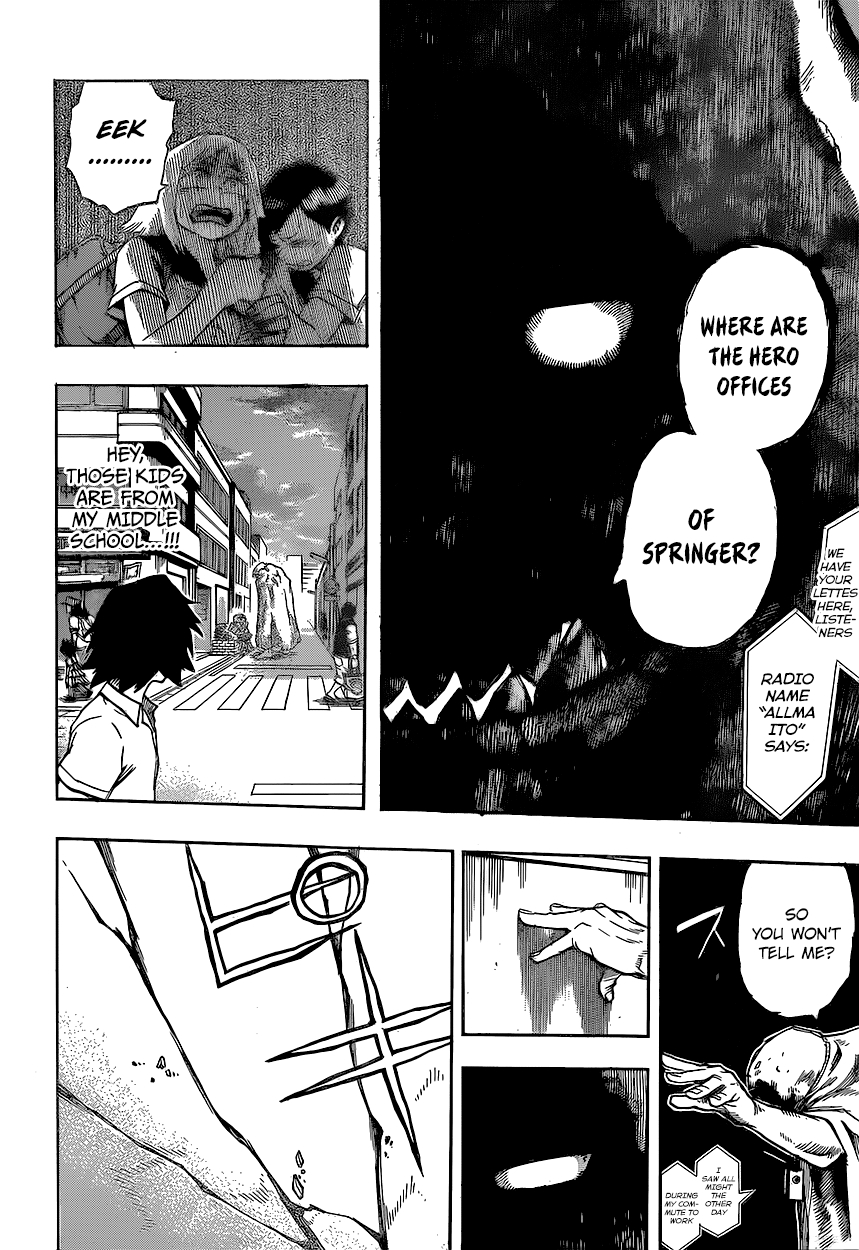 WHERE ARE
THE HERO
OFFICES
OF
SPRINGER?
WE
HAVE
YOUR
LETTES
HERE,
LISTE-
NERS
RADIO
NAME
"ALLMA
ITO"
SAYS:
EEK
..........
HEY,
THOSE KIDS
ARE FROM
MY MIDDLE
SCHOOL....!!!
SO
YOU WON'T
TELL ME?
ス
I
SAW ALL
MIGHT
THE
OTHER
DAY
DURING
MY COM-
MUTE TO
WORK